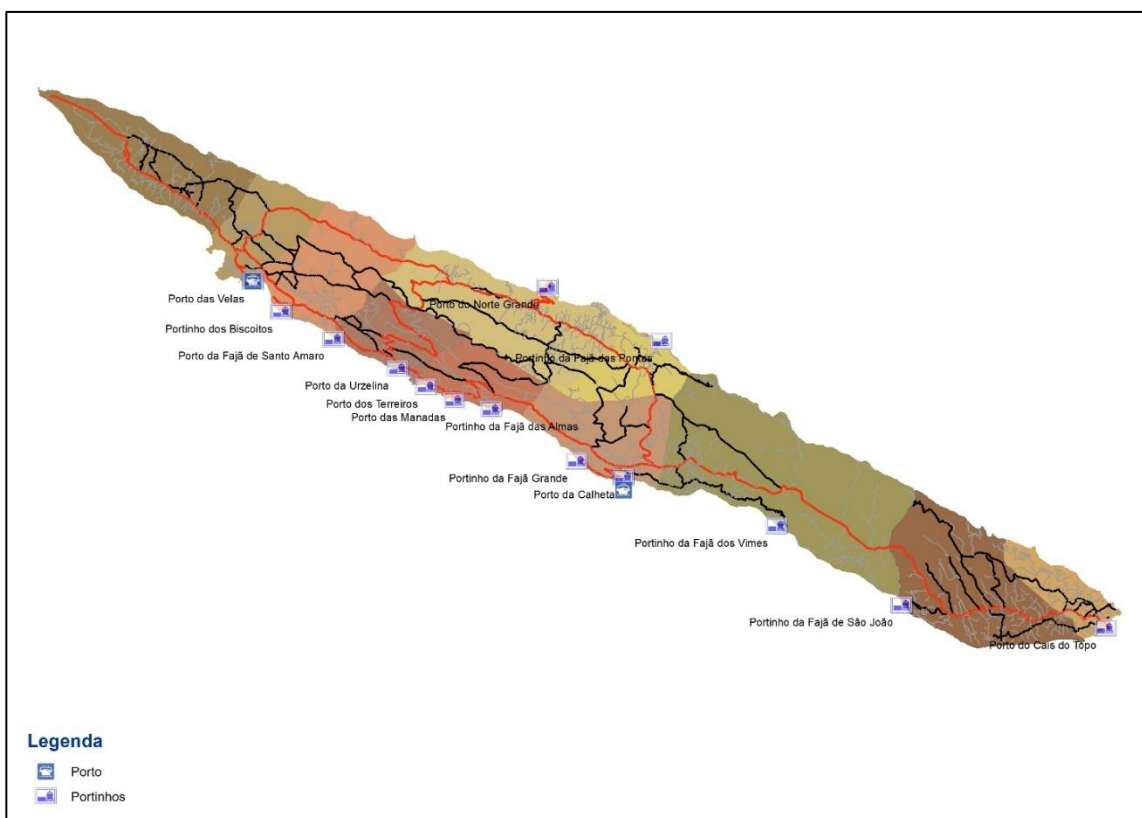 Porto do Norte Grande
Porto das Velas
Portinho dos Biscoitos
Porto da Fajã de Santo Amaro
Portinho da Fajã das Pontas
Porto da Urzelina
Porto dos Terreiros
Porto das Manadas
Portinho da Fajã das Almas
Portinho da Fajã Grande
Porto da Calheta
Portinho da Fajã dos Vimes
Portinho da Fajã de São João
Porto do Cais do Tôpo
Legenda
Porto
Portinhos